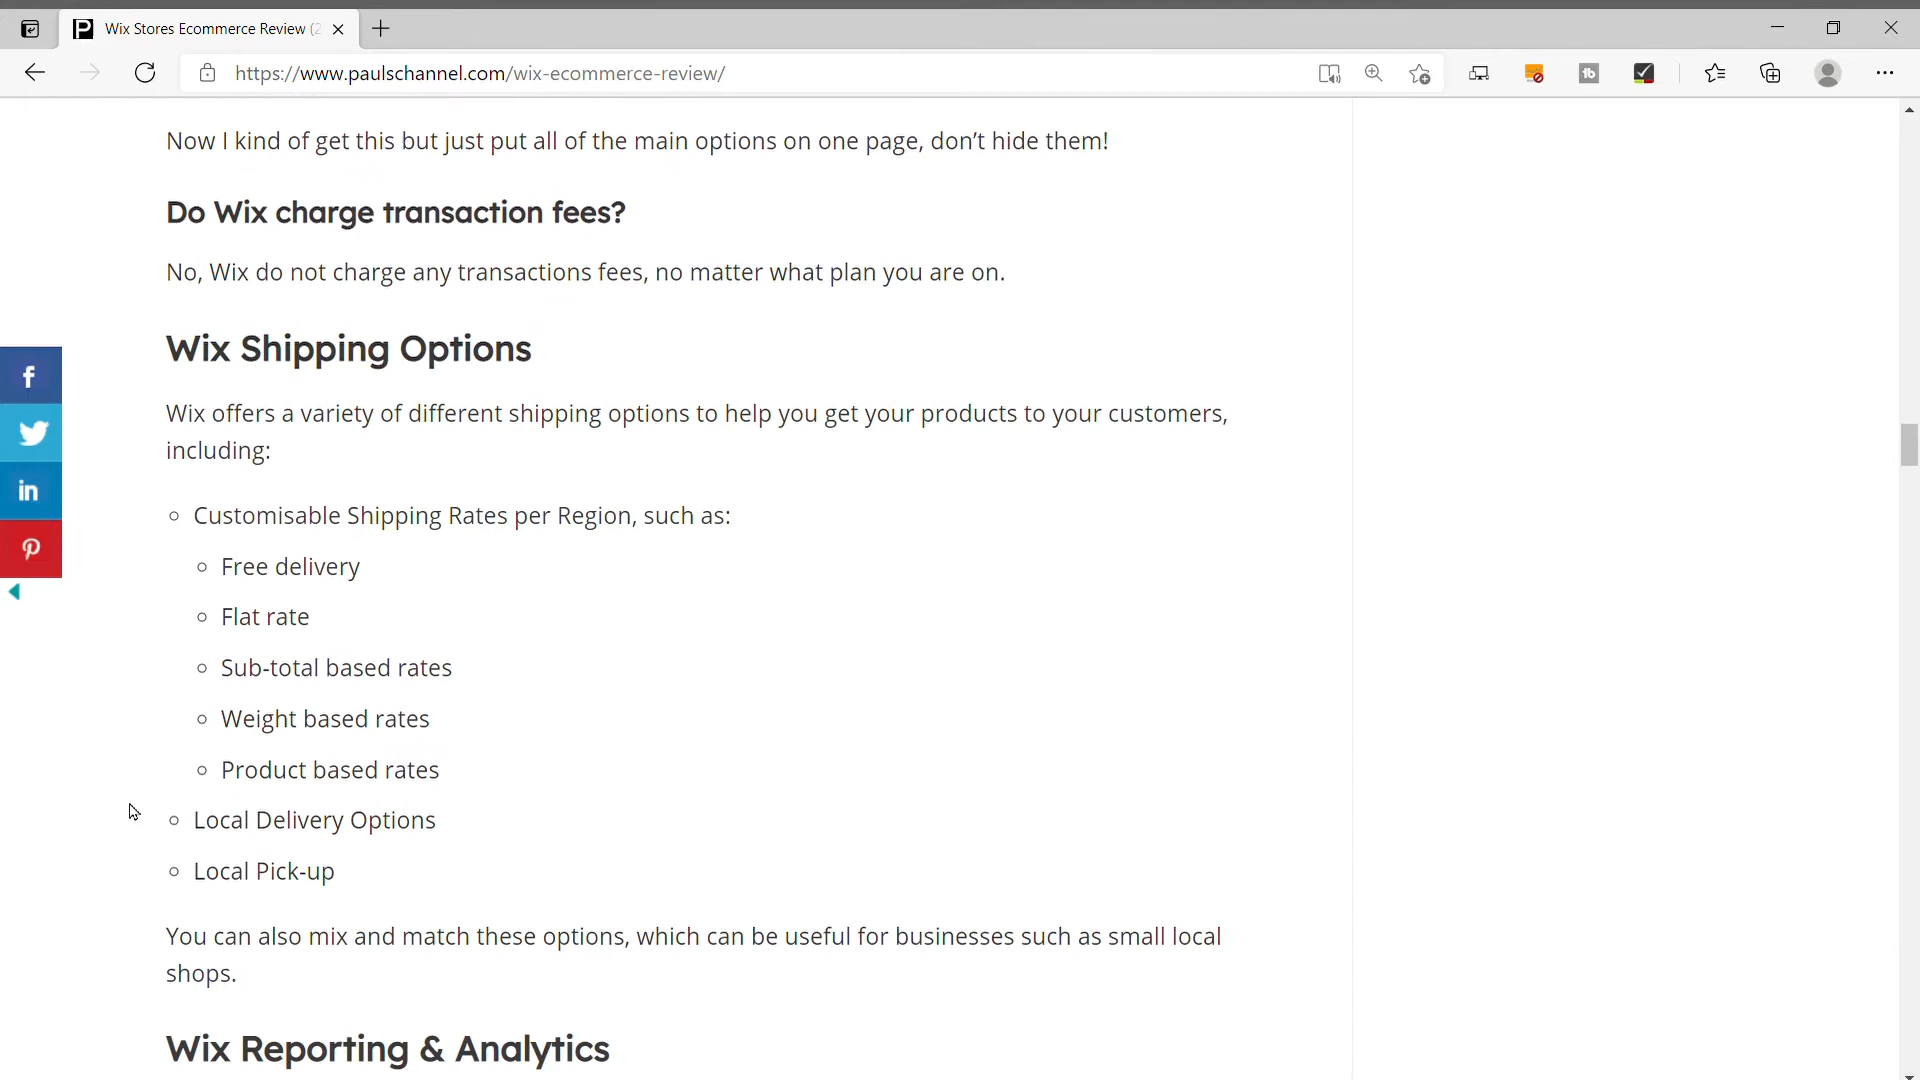 Wix Stores Ecommerce Review (2
https://www.paulschannel.com/wix-ecommerce-review/
tb
Now I kind of get this but just put all of the main options on one page, don’t hide them!
Do Wix charge transaction fees?
No, Wix do not charge any transactions fees, no matter what plan you are on.
Wix Shipping Options
Wix offers a variety of different shipping options to help you get your products to your customers,
including:
Customisable Shipping Rates per Region, such as:
Free delivery
Flat rate
Sub-total based rates
Weight based rates
Product based rates
Local Delivery Options
Local Pick-up
You can also mix and match these options, which can be useful for businesses such as small local
shops.
Wix Reporting & Analytics